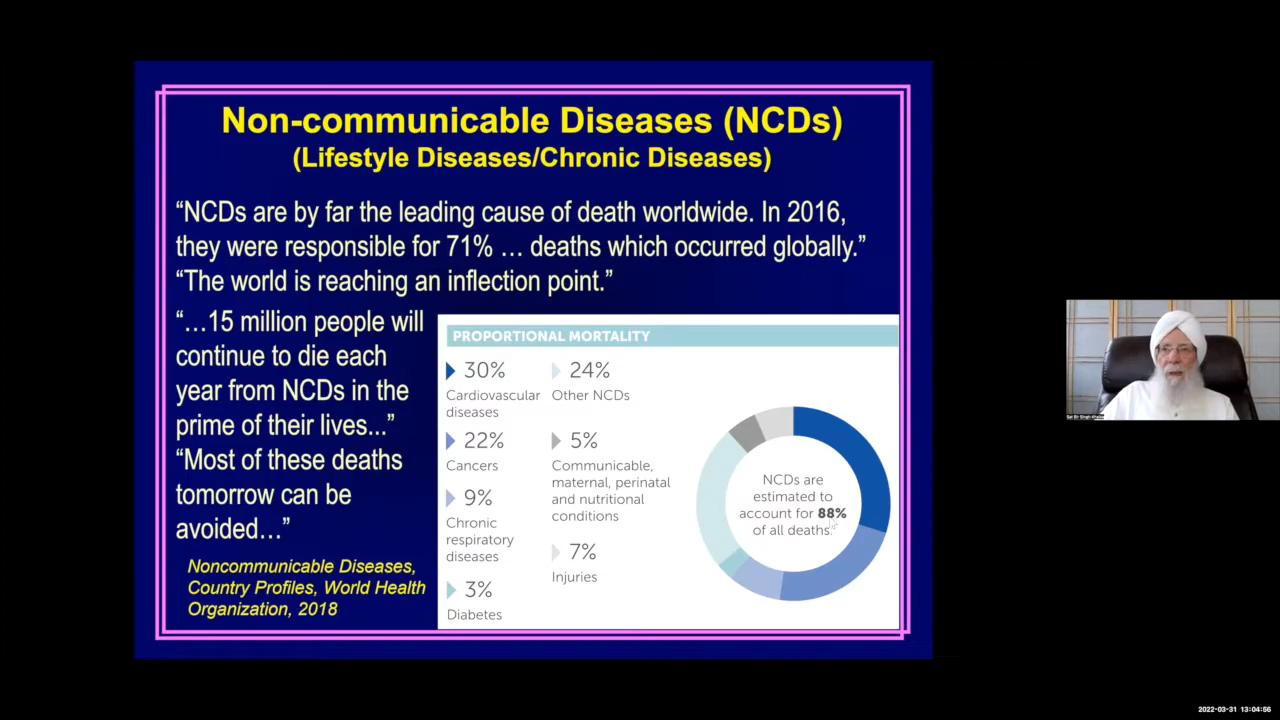 Non-communicable Diseases (NCDs)
(Lifestyle Diseases/Chronic Diseases)
“NCDs are by far the leading cause of death worldwide. In 2016,
they were responsible for 71% … deaths which occurred globally.”
“The world is reaching an inflection point.”
“…15 million people will
continue to die each
year from NCDs in the
prime of their lives...”
“Most of these deaths
tomorrow can be
avoided…”
Noncommunicable Diseases,
Country Profiles, World Health
Organization, 2018
PROPORTIONAL MORTALITY
30%
Cardiovascular
diseases
22%
Cancers
9%
Chronic
respiratory
diseases
3%
Diabetes
24%
Other NCDs
5%
Communicable,
maternal, perinatal
and nutritional
conditions
7%
Injuries
NCDs are
estimated to
account for 88%
of all deaths.
Sat Bir Singh Khalsa
2022-03-31 13:04:56